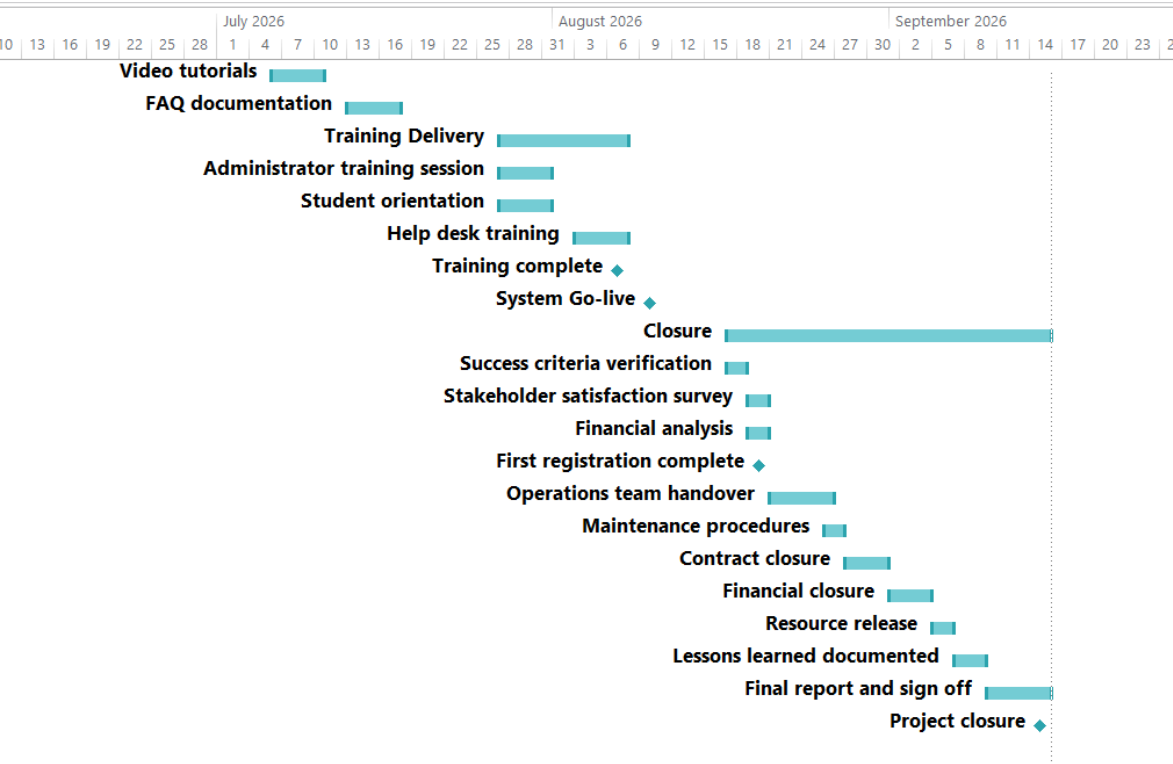 July 2026 August 2026 September 2026
10 13 16 19 22 25 28 1 4 7 10 13 16 19 22 25 28 31 3 6 9 12 15 18 21 24 27 30 2 5 8 11 14 17 20 23 2
Video tutorials
FAQ documentation
Training Delivery
Administrator training session
Student orientation
Help desk training
Training complete
System Go-live
Closure
Success criteria verification
Stakeholder satisfaction survey
Financial analysis
First registration complete
Operations team handover
Maintenance procedures
Contract closure
Financial closure
Resource release
Lessons learned documented
Final report and sign off
Project closure